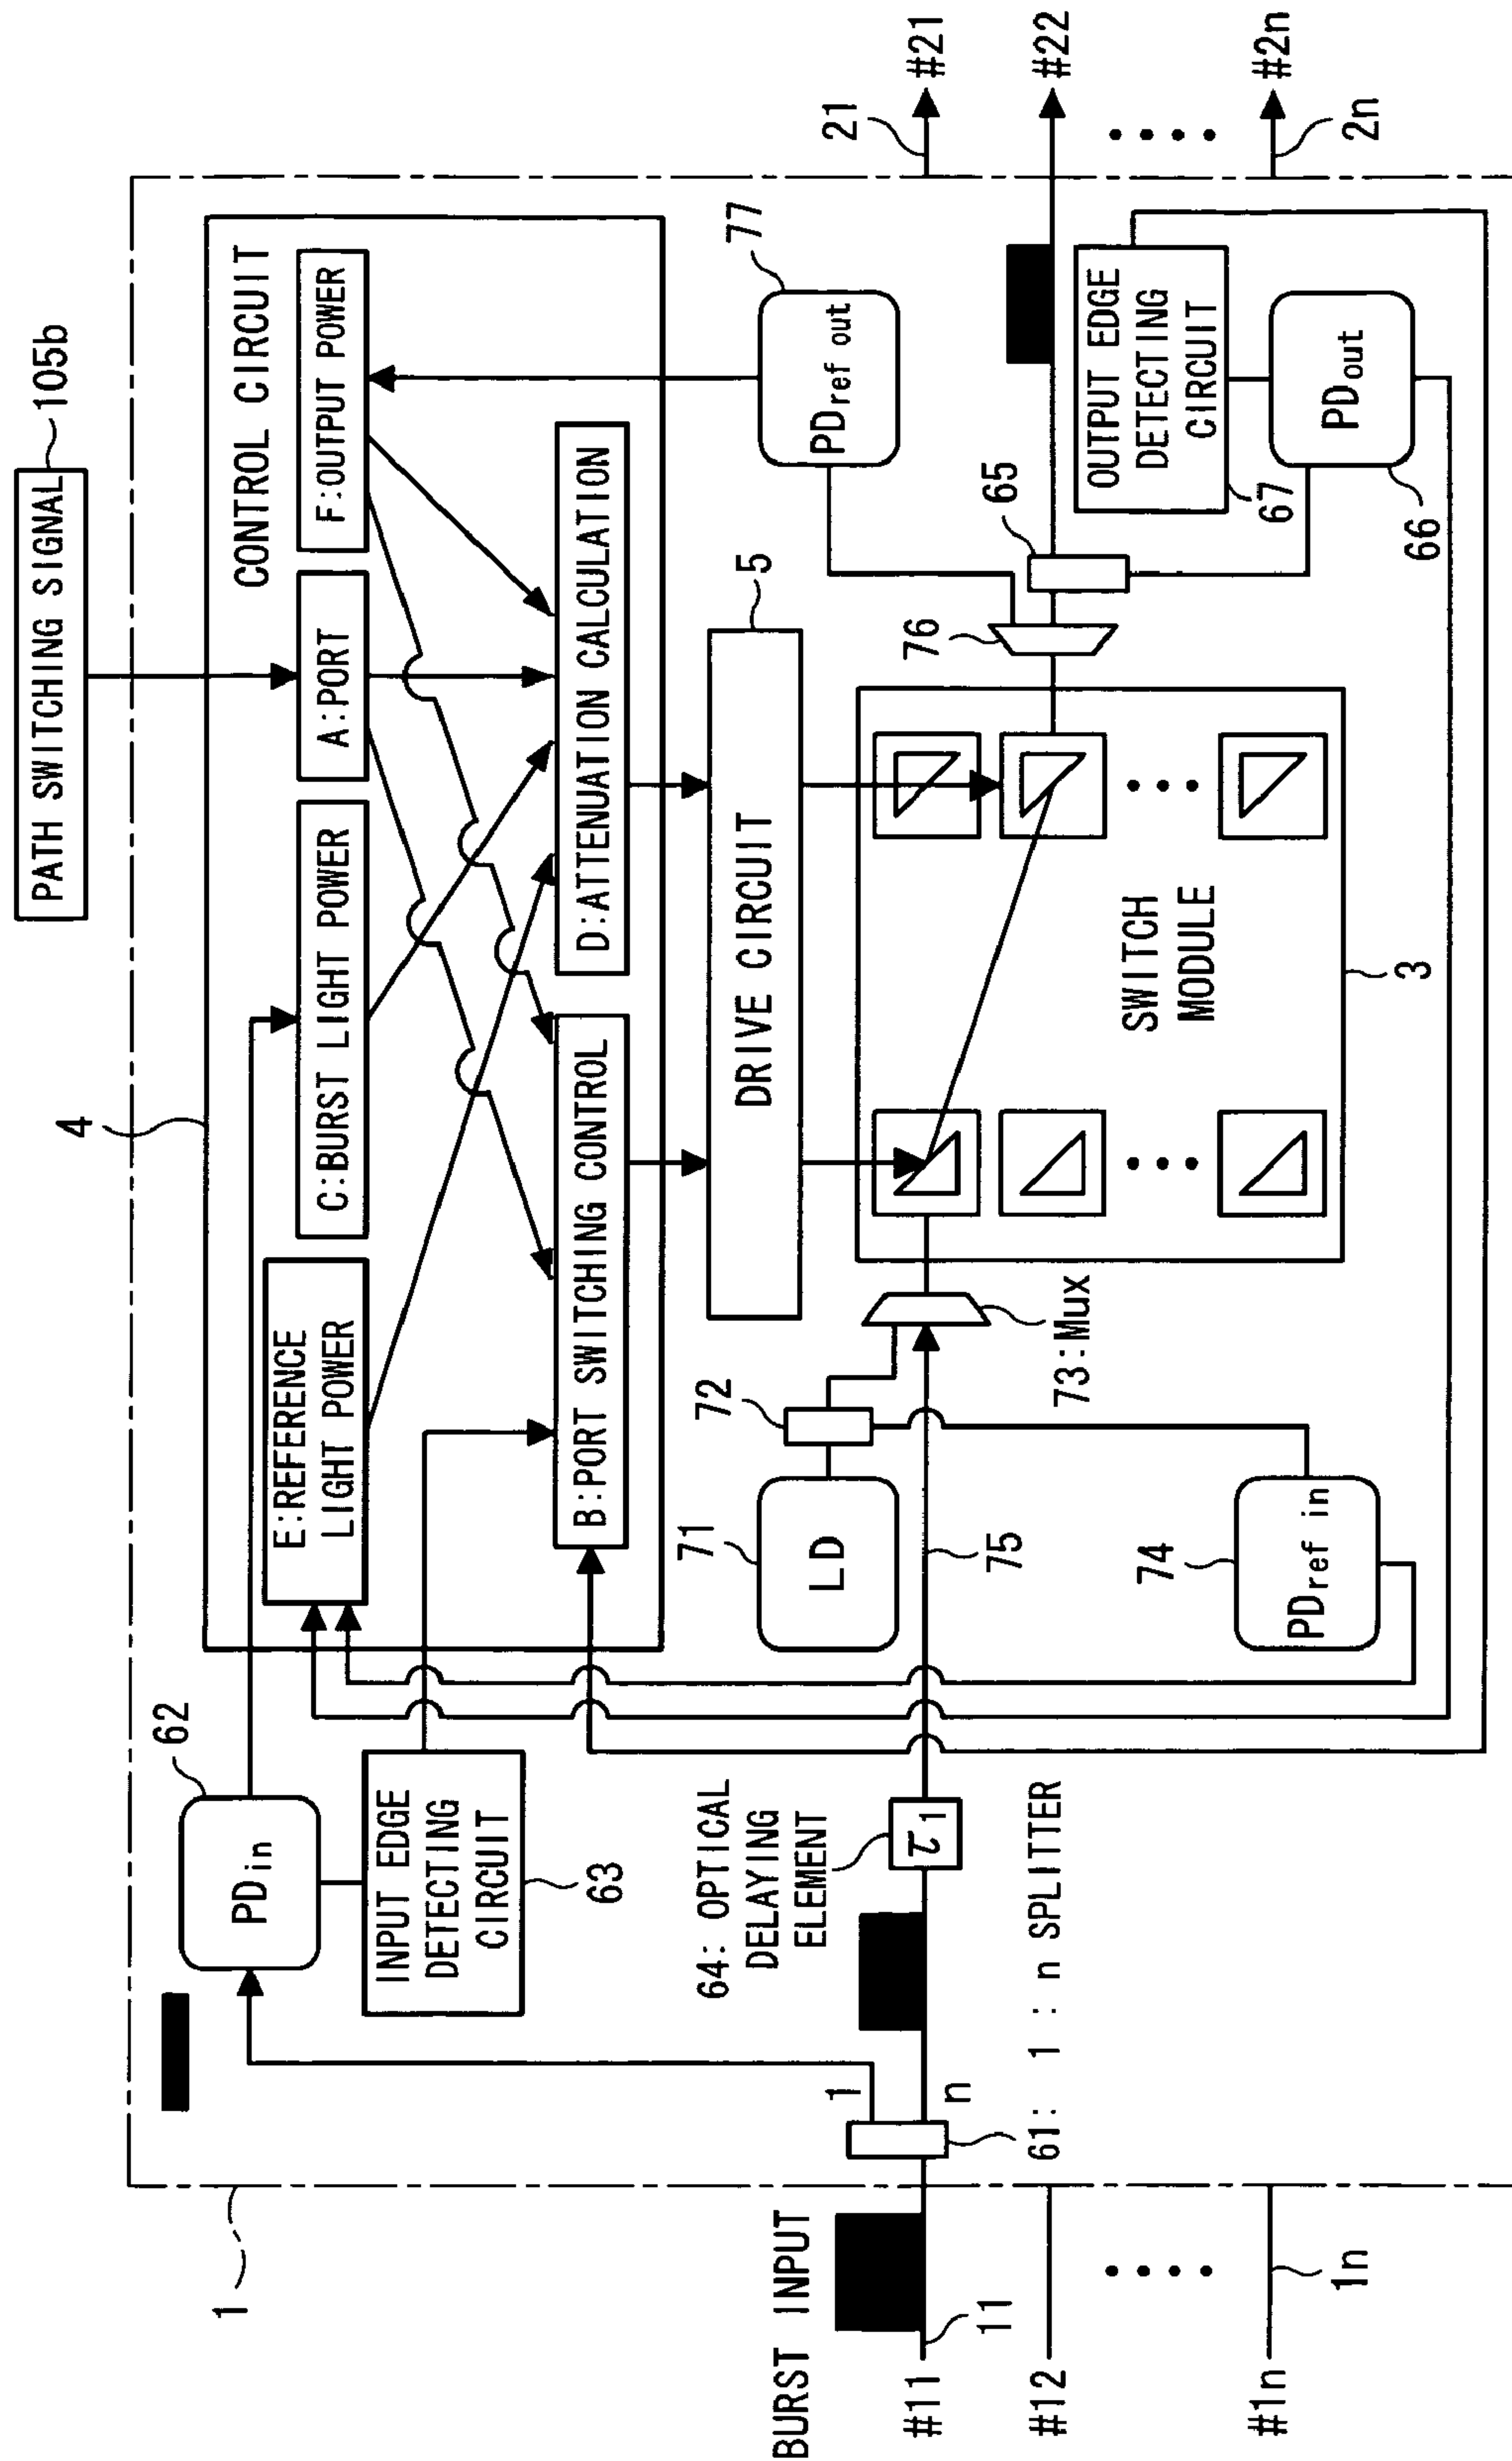 PATH SWITCHING SIGNAL
105b
4
CONTROL CIRCUIT
E:REFERENCE
LIGHT POWER
C:BURST LIGHT POWER
A:PORT
F:OUTPUT POWER
B:PORT SWITCHING CONTROL
D:ATTENUATION CALCULATION
1
62
PDin
INPUT EDGE
DETECTING
CIRCUIT
63
DRIVE CIRCUIT
5
77
PDref out
BURST INPUT
#11
11
#12
#1n
1n
1
n
61: 1 : n SPLITTER
64: OPTICAL
DELAYING
ELEMENT
τ1
71
LD
72
75
73:Mux
74
PDref in
SWITCH
MODULE
3
76
65
OUTPUT EDGE
DETECTING
CIRCUIT
67
PDout
66
21
#21
#22
#2n
2n